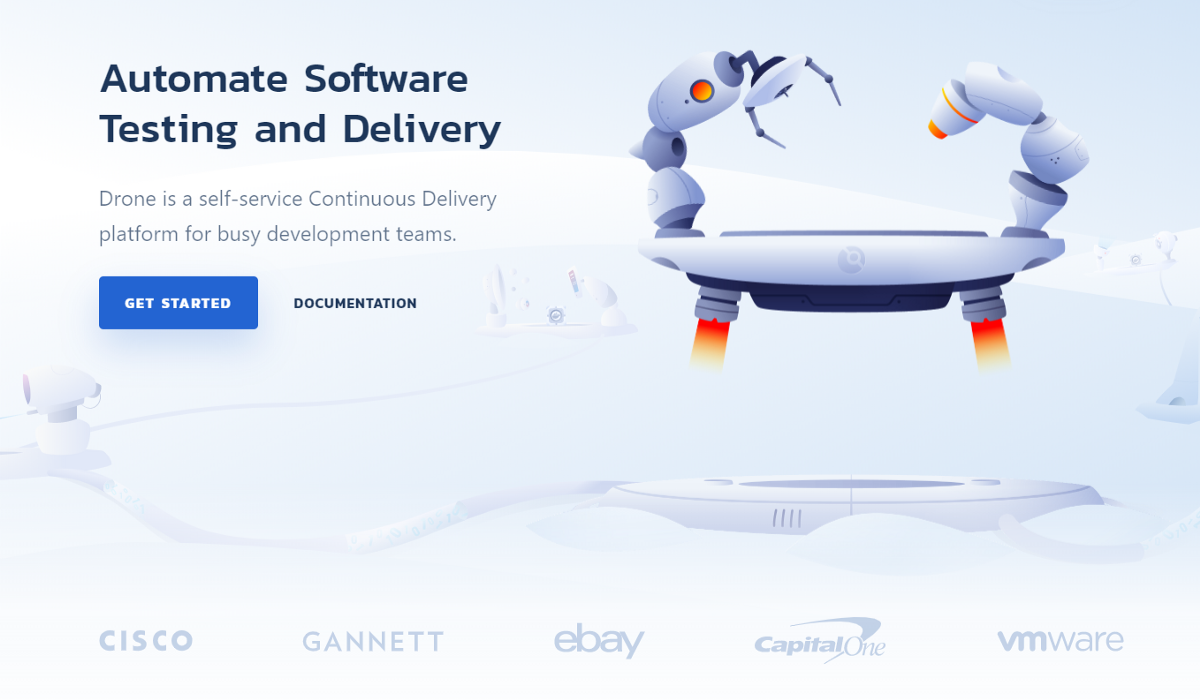 Automate Software
Testing and Delivery
Drone is a self-service Continuous Delivery
platform for busy development teams.
GET STARTED
DOCUMENTATION
CISCO
GANNETT
ebay
CapitalOne
vmware